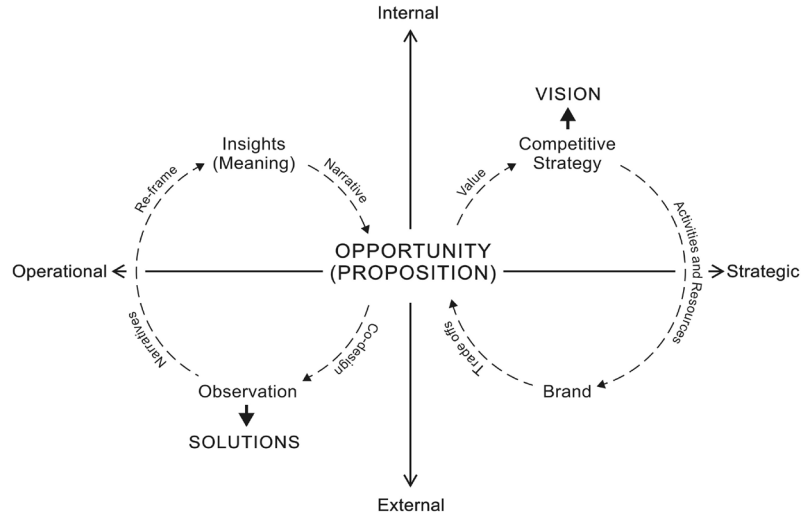 Internal
VISION
Competitive
Strategy
Insights
(Meaning)
Re-frame
Narrative
Value
Activities and Resources
OPPORTUNITY
(PROPOSITION)
Operational
Strategic
Narratives
Co-design
Trade offs
Observation
Brand
SOLUTIONS
External